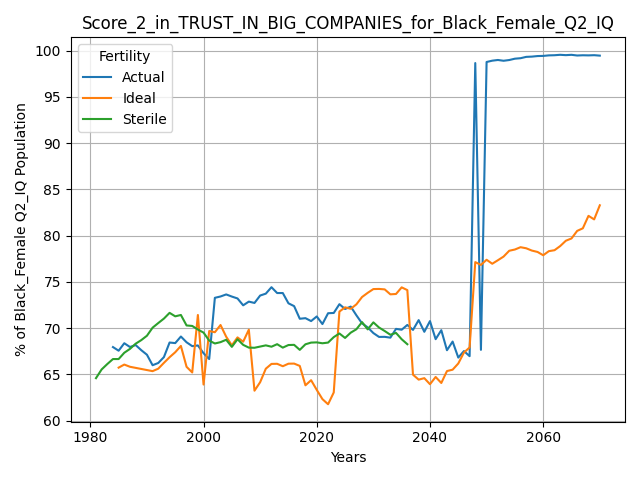 Score_2_in_TRUST_IN_BIG_COMPANIES_for_Black_Female_Q2_IQ
Fertility
Actual
Ideal
Sterile
% of Black_Female Q2_IQ Population
100
95
90
85
80
75
70
65
60
1980
2000
2020
2040
2060
Years